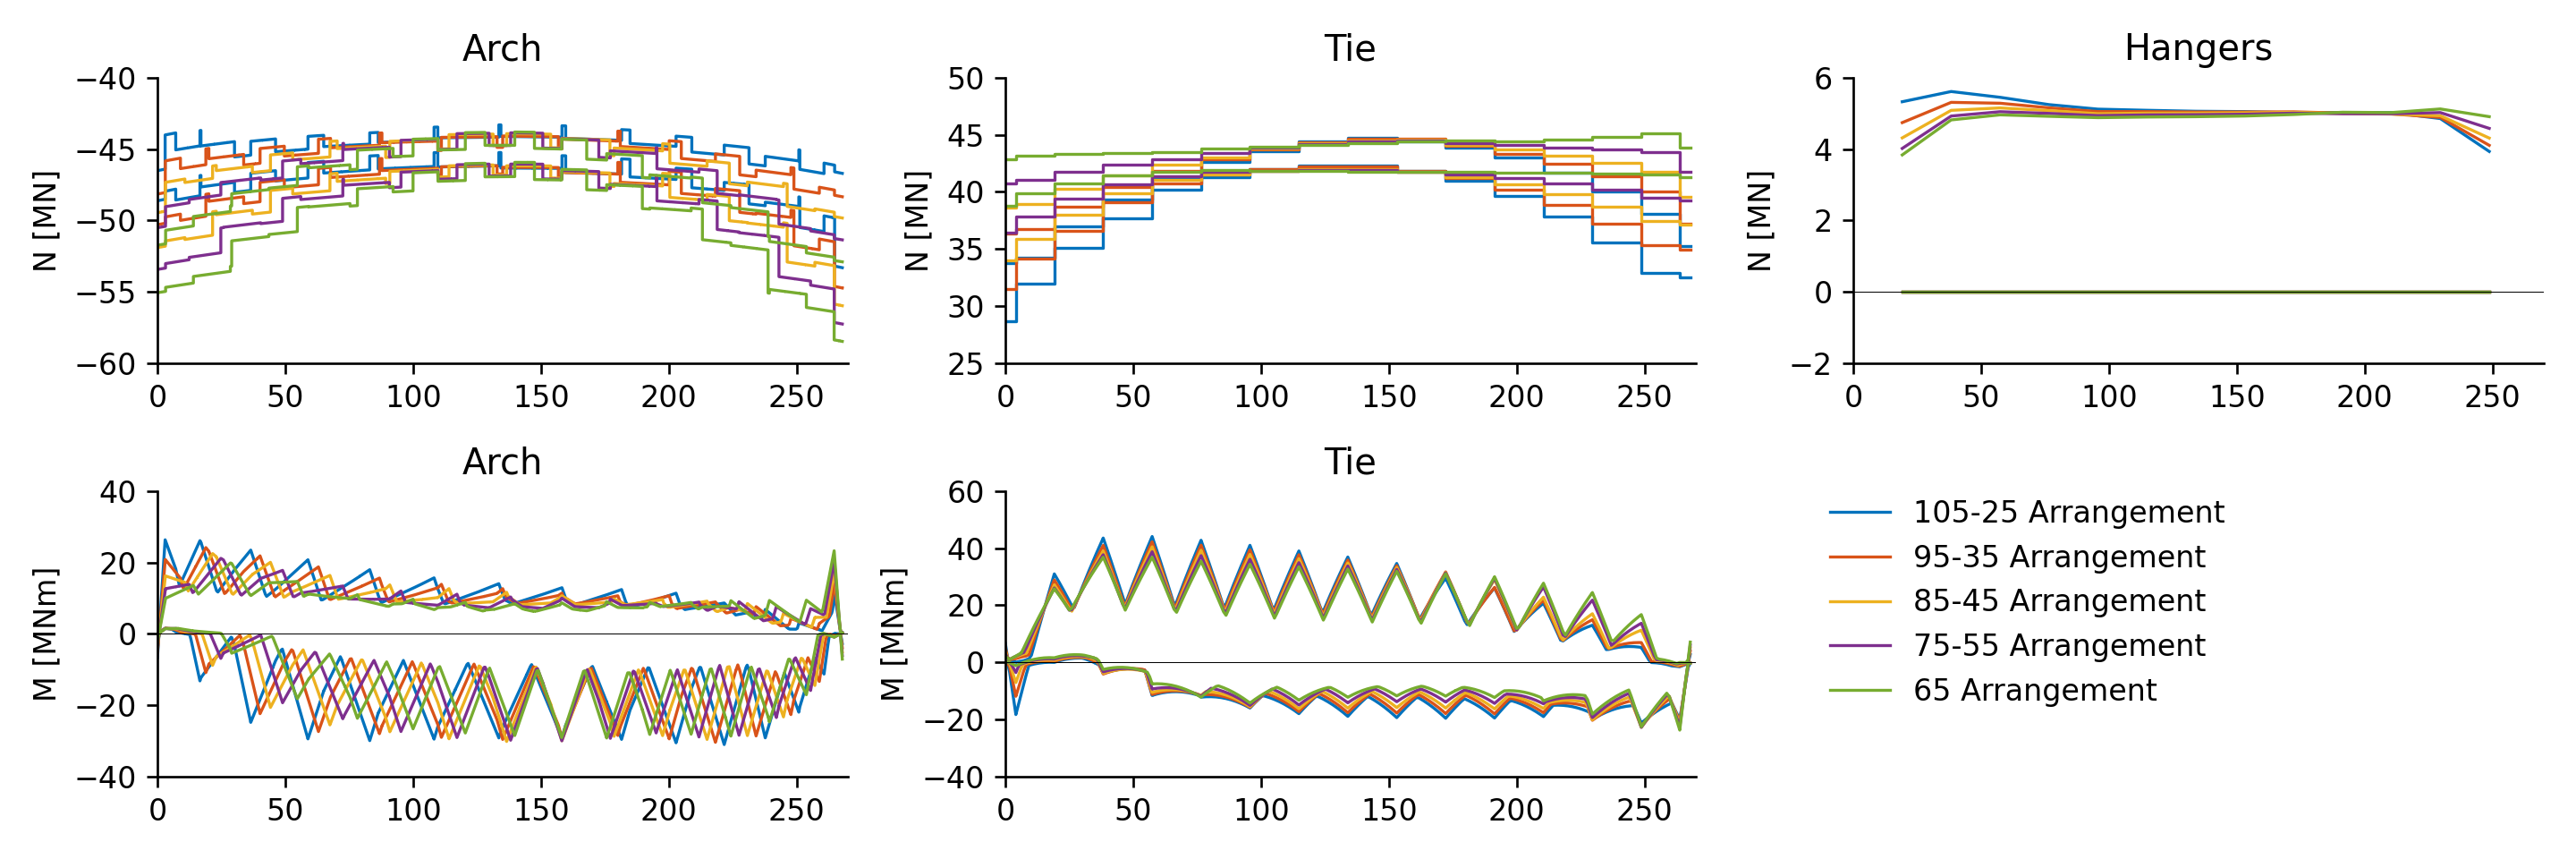 Arch
Tie
Hangers
N [MN]
−40
−45
−50
−55
−60
0 50 100 150 200 250
N [MN]
50
45
40
35
30
25
0 50 100 150 200 250
N [MN]
6
4
2
0
−2
0 50 100 150 200 250
Arch
Tie
M [MNm]
40
20
0
−20
−40
0 50 100 150 200 250
M [MNm]
60
40
20
0
−20
−40
0 50 100 150 200 250
105-25 Arrangement
95-35 Arrangement
85-45 Arrangement
75-55 Arrangement
65 Arrangement